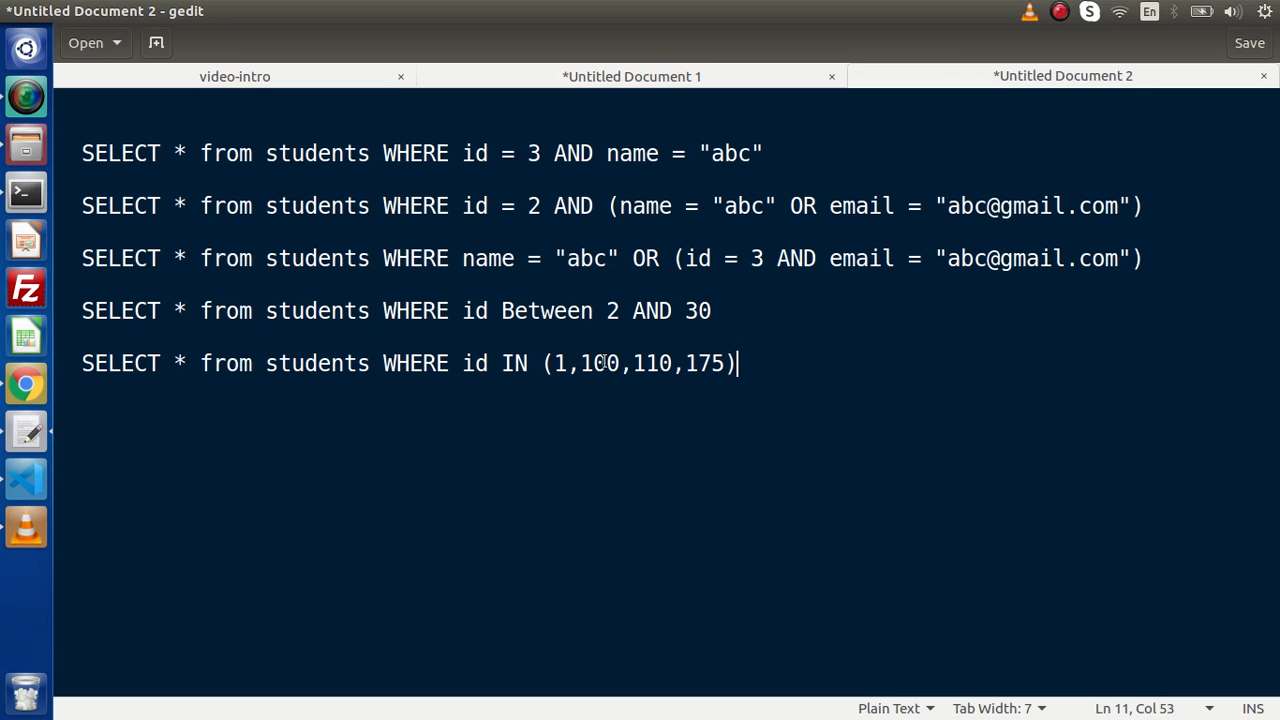 *Untitled Document 2 - gedit
En
Open
Save
video-intro
*Untitled Document 1
*Untitled Document 2
SELECT * from students WHERE id = 3 AND name = "abc"
SELECT * from students WHERE id = 2 AND (name = "abc" OR email = "abc@gmail.com")
SELECT * from students WHERE name = "abc" OR (id = 3 AND email = "abc@gmail.com")
SELECT * from students WHERE id Between 2 AND 30
SELECT * from students WHERE id IN (1,100,110,175)
Plain Text
Tab Width: 7
Ln 11, Col 53
INS